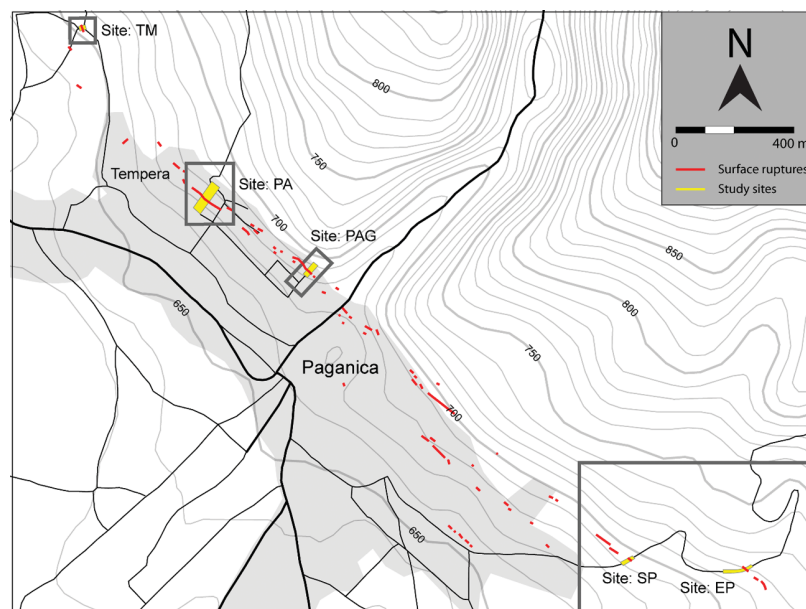 Site: TM
800
N
0
400 m
Surface ruptures
Study sites
750
Tempera
Site: PA
700
Site: PAG
850
800
650
750
Paganica
700
650
Site: SP
Site: EP